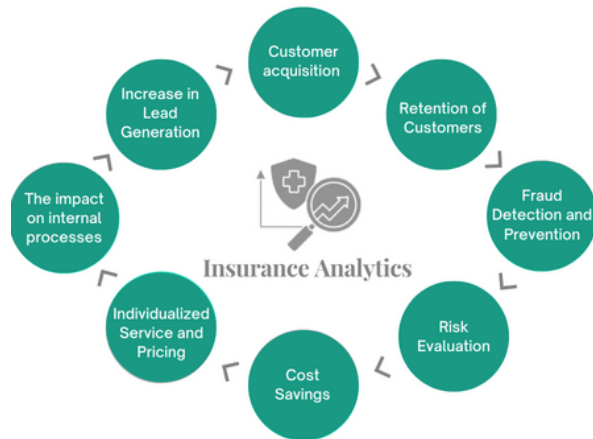 Customer
acquisition
Retention of
Customers
Fraud
Detection and
Prevention
Risk
Evaluation
Cost
Savings
Individualized
Service and
Pricing
The impact
on internal
processes
Increase in
Lead
Generation
Insurance Analytics